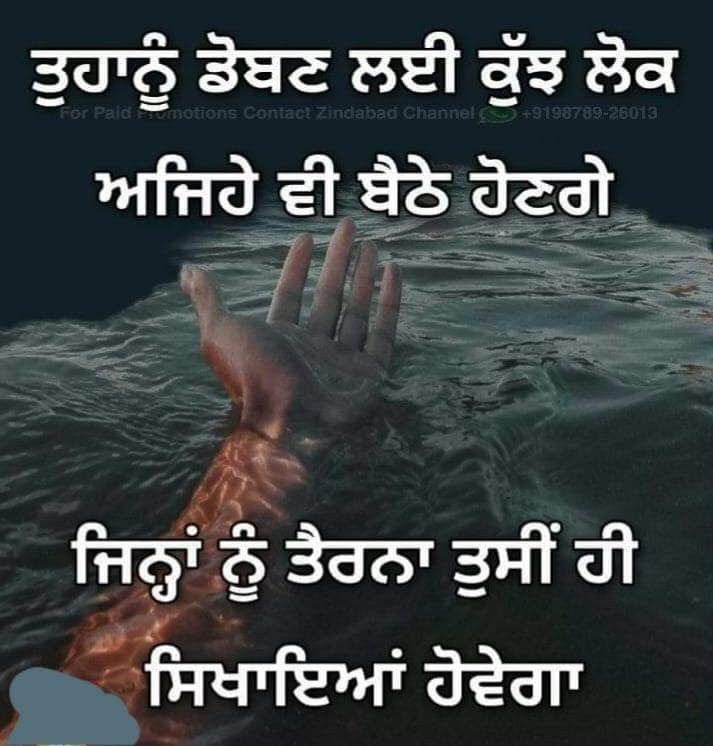 ਤੁਹਾਨੂੰ ਡੋਬਣ ਲਈ ਕੁੱਝ ਲੋਕ
For Paid Promotions Contact Zindabad Channel +9198789-26013
ਅਜਿਹੇ ਵੀ ਬੈਠੇ ਹੋਣਗੇ
ਜਿਨ੍ਹਾਂ ਨੂੰ ਤੈਰਨਾ ਤੁਸੀਂ ਹੀ
ਸਿਖਾਇਆਂ ਹੋਵੇਗਾ